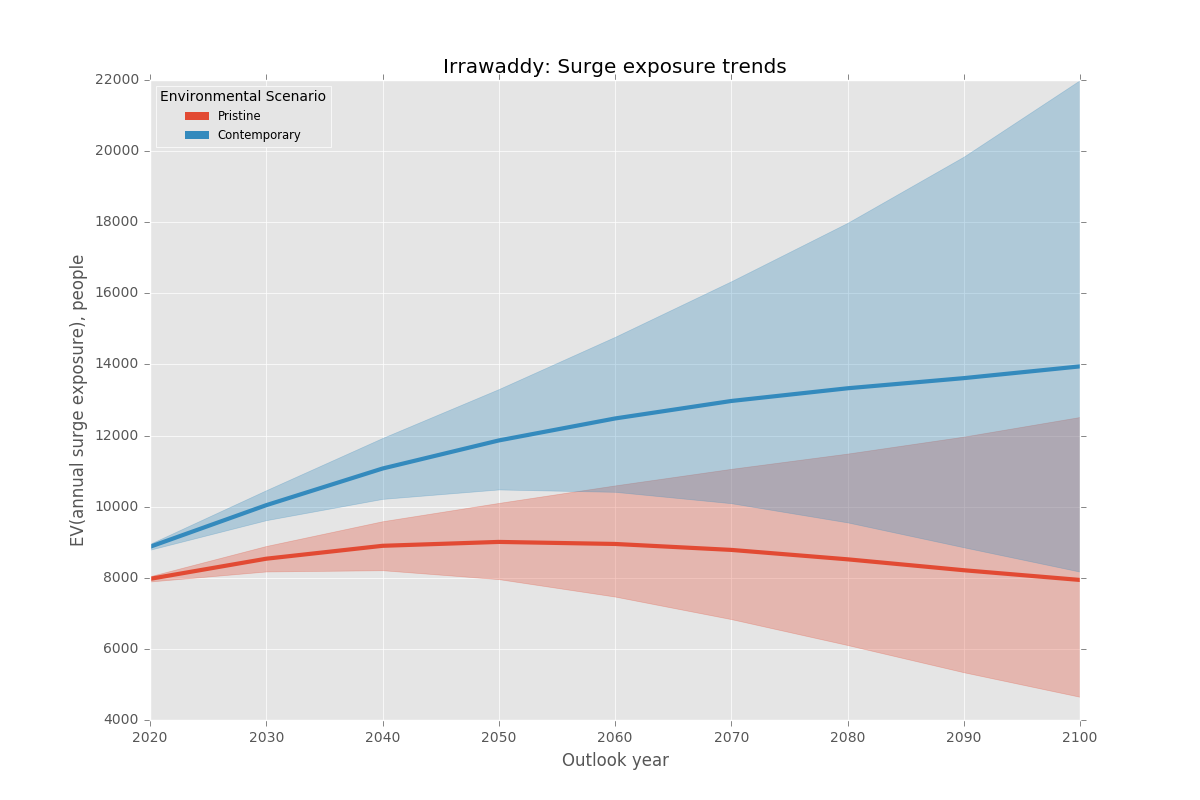 Irrawaddy: Surge exposure trends
Environmental Scenario
Pristine
Contemporary
EV(annual surge exposure), people
22000
20000
18000
16000
14000
12000
10000
8000
6000
4000
2020 2030 2040 2050 2060 2070 2080 2090 2100
Outlook year